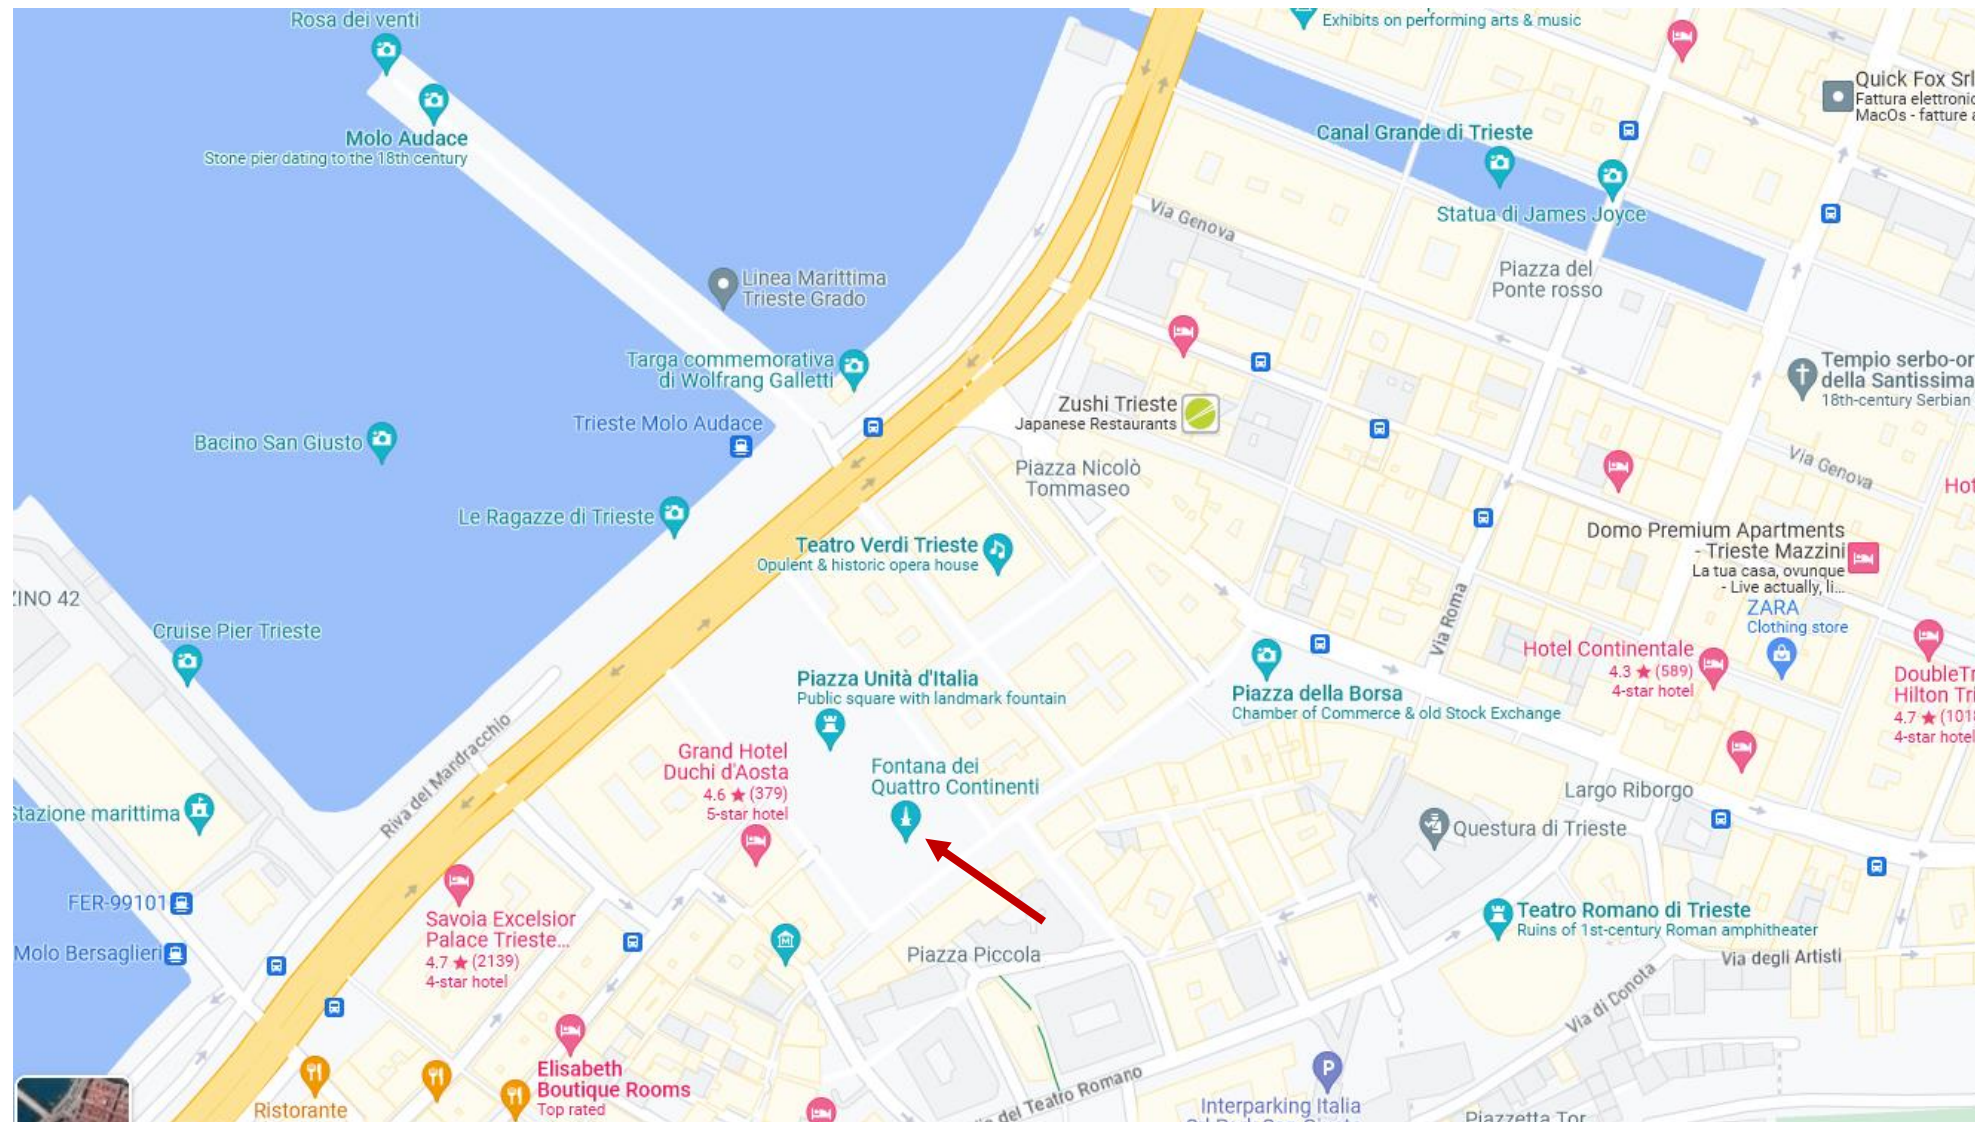 Rosa dei venti
Exhibits on performing arts & music
Molo Audace
Stone pier dating to the 18th century
Quick Fox Srl
Fattura elettronic
MacOs - fatture a
Canal Grande di Trieste
Statua di James Joyce
Via Genova
Piazza del
Ponte rosso
Linea Marittima
Trieste Grado
Targa commemorativa
di Wolfrang Galletti
Trieste Molo Audace
Tempio serbo-or
della Santissima
18th-century Serbian
Zushi Trieste
Japanese Restaurants
Bacino San Giusto
Piazza Nicolò
Tommaseo
Via Genova
Hot
Le Ragazze di Trieste
Teatro Verdi Trieste
Opulent & historic opera house
Domo Premium Apartments
- Trieste Mazzini
La tua casa, ovunque
- Live actually, li...
ZINO 42
Cruise Pier Trieste
Via Roma
ZARA
Clothing store
Hotel Continentale
4.3 ★ (589)
4-star hotel
DoubleTr
Hilton Tri
4.7 ★ (1018
4-star hotel
Piazza Unità d'Italia
Public square with landmark fountain
Piazza della Borsa
Chamber of Commerce & old Stock Exchange
Riva del Mandracchio
Grand Hotel
Duchi d'Aosta
4.6 ★ (379)
5-star hotel
Fontana dei
Quattro Continenti
Largo Riborgo
Stazione marittima
Questura di Trieste
FER-99101
Savoia Excelsior
Palace Trieste...
4.7 ★ (2139)
4-star hotel
Molo Bersaglieri
Piazza Piccola
Teatro Romano di Trieste
Ruins of 1st-century Roman amphitheater
Via degli Artisti
Via di Donota
Elisabeth
Boutique Rooms
Top rated
Ristorante
del Teatro Romano
P
Interparking Italia
Piazzetta Tor